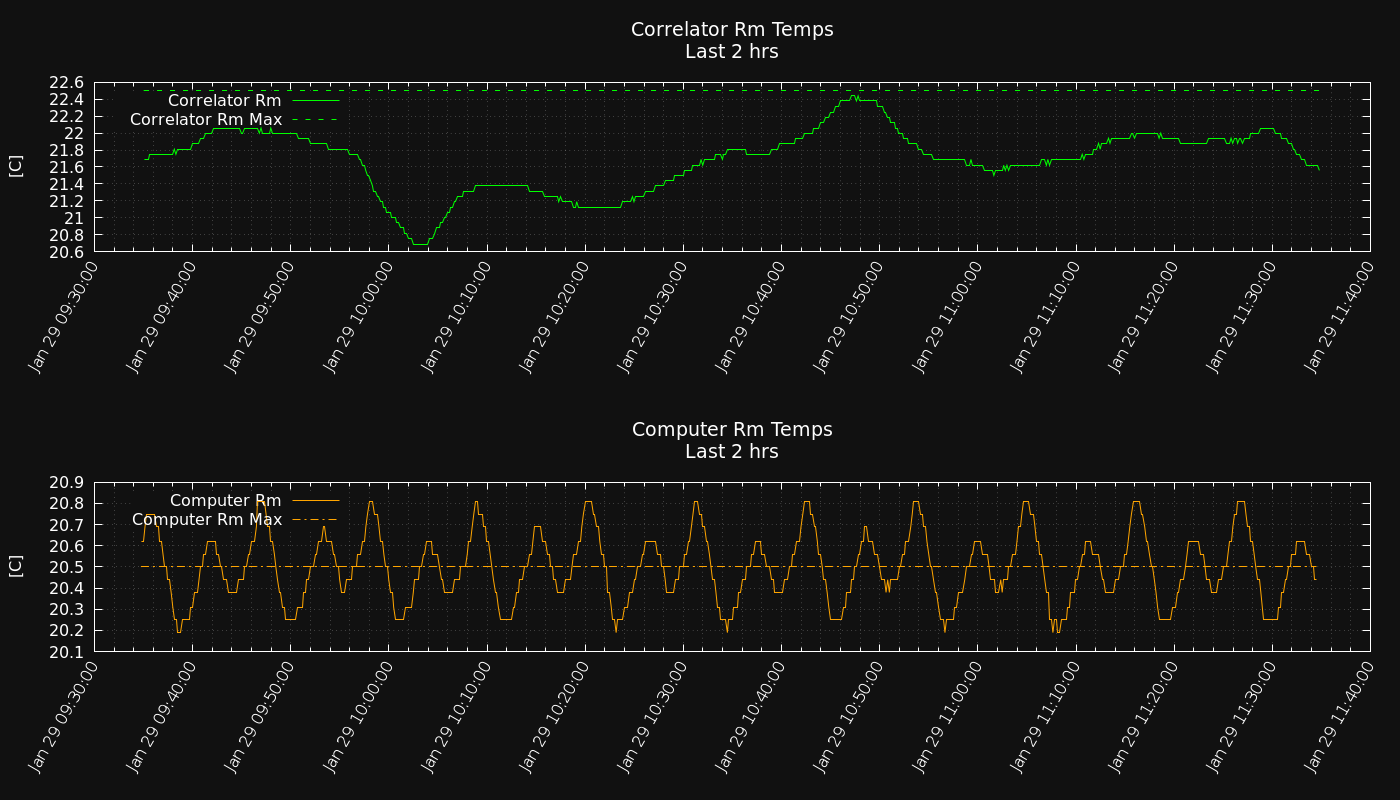 Correlator Rm Temps
Last 2 hrs
22.6
22.4
22.2
22
21.8
21.6
21.4
21.2
21
20.8
20.6
[C]
Correlator Rm
Correlator Rm Max
Jan 29 09:30:00
Jan 29 09:40:00
Jan 29 09:50:00
Jan 29 10:00:00
Jan 29 10:10:00
Jan 29 10:20:00
Jan 29 10:30:00
Jan 29 10:40:00
Jan 29 10:50:00
Jan 29 11:00:00
Jan 29 11:10:00
Jan 29 11:20:00
Jan 29 11:30:00
Jan 29 11:40:00
Computer Rm Temps
Last 2 hrs
20.9
20.8
20.7
20.6
20.5
20.4
20.3
20.2
20.1
[C]
Computer Rm
Computer Rm Max
Jan 29 09:30:00
Jan 29 09:40:00
Jan 29 09:50:00
Jan 29 10:00:00
Jan 29 10:10:00
Jan 29 10:20:00
Jan 29 10:30:00
Jan 29 10:40:00
Jan 29 10:50:00
Jan 29 11:00:00
Jan 29 11:10:00
Jan 29 11:20:00
Jan 29 11:30:00
Jan 29 11:40:00